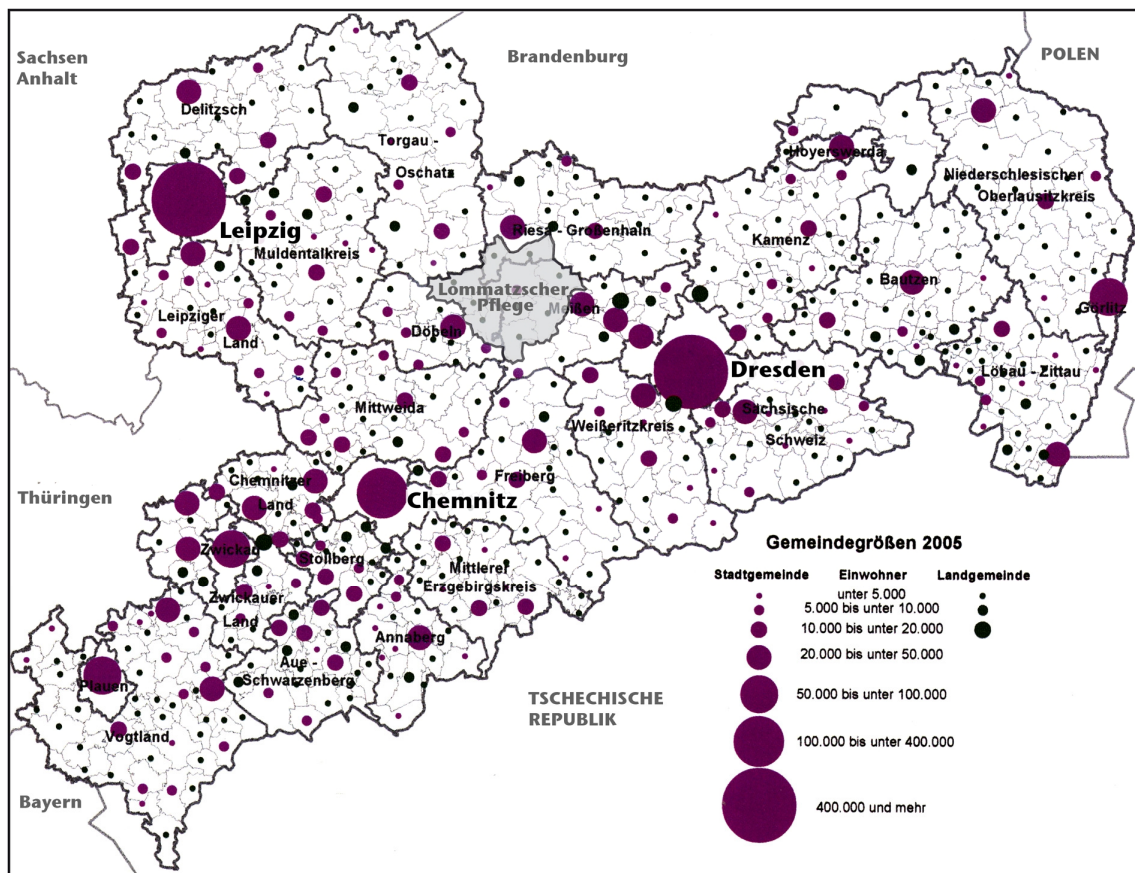 Sachsen
Anhalt
Brandenburg
POLEN
Delitzsch
Torgau -
Oschatz
Hoyerswerda
Niederschlesischer
Oberlausitzkreis
Leipzig
Muldentalkreis
Riesa - Großenhain
Kamenz
Bautzen
Lommatzscher
Pflege
Meißen
Görlitz
Leipziger
Land
Döbeln
Dresden
Löbau - Zittau
Mittweida
Weißeritzkreis
Sächsische
Schweiz
Thüringen
Chemnitzer
Land
Chemnitz
Freiberg
Zwickau
Stollberg
Mittlerer
Erzgebirgskreis
Zwickauer
Land
Annaberg
Aue -
Schwarzenberg
Plauen
Vogtland
TSCHECHISCHE
REPUBLIK
Bayern
Gemeindegrößen 2005
Stadtgemeinde Einwohner Landgemeinde
unter 5.000
5.000 bis unter 10.000
10.000 bis unter 20.000
20.000 bis unter 50.000
50.000 bis unter 100.000
100.000 bis unter 400.000
400.000 und mehr